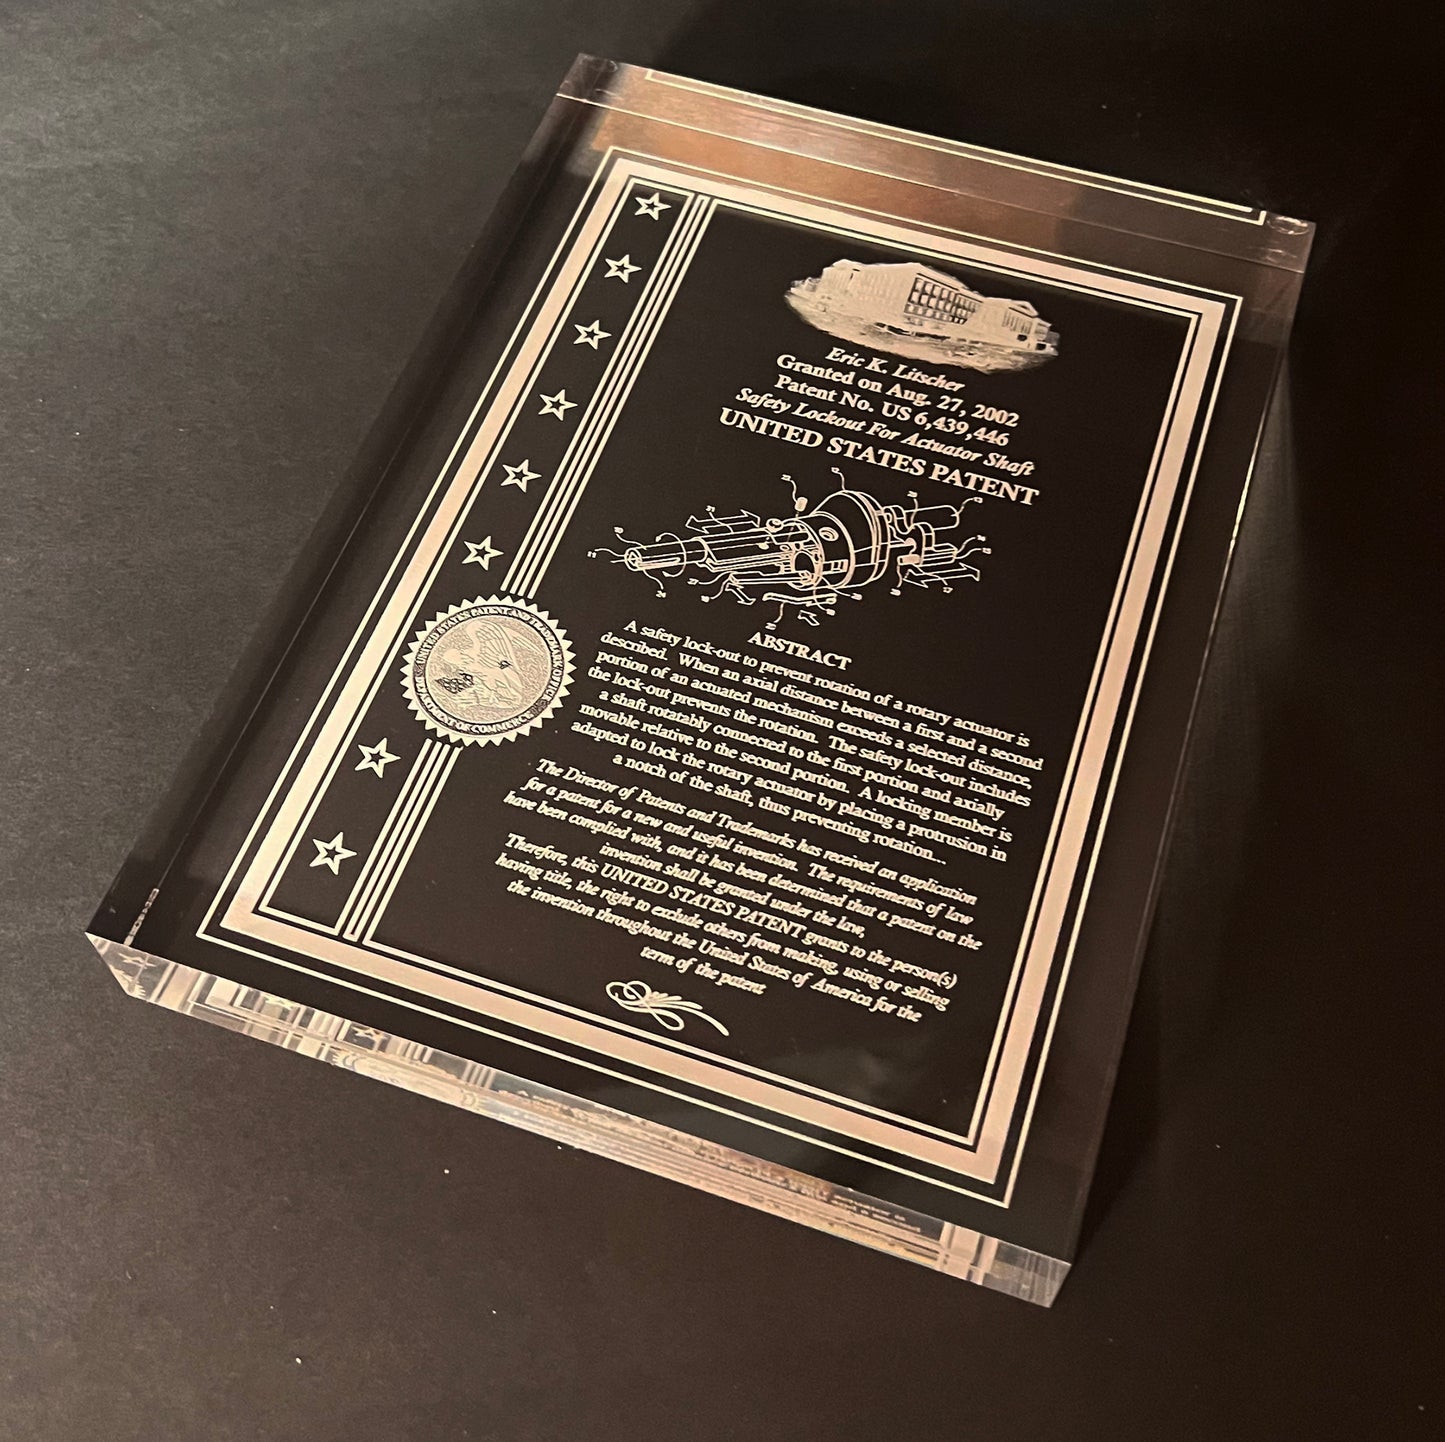 Eric K. Litscher
Granted on Aug. 27, 2002
Patent No. US 6,439,446
Safety Lockout For Actuator Shaft
UNITED STATES PATENT
ABSTRACT
A safety lock-out to prevent rotation of a rotary actuator is
described. When an axial distance between a first and a second
portion of an actuated mechanism exceeds a selected distance,
the lock-out prevents the rotation. The safety lock-out includes
a shaft rotatably connected to the first portion and axially
movable relative to the second portion. A locking member is
adapted to lock the rotary actuator by placing a protrusion in
a notch of the shaft, thus preventing rotation...
The Director of Patents and Trademarks has received an application
for a patent for a new and useful invention. The requirements of law
have been complied with, and it has been determined that a patent on the
invention shall be granted under the law,
Therefore, this UNITED STATES PATENT grants to the person(s)
having title, the right to exclude others from making, using or selling
the invention throughout the United States of America for the
term of the patent
UNITED STATES PATENT AND TRADEMARK OFFICE
DEPARTMENT OF COMMERCE